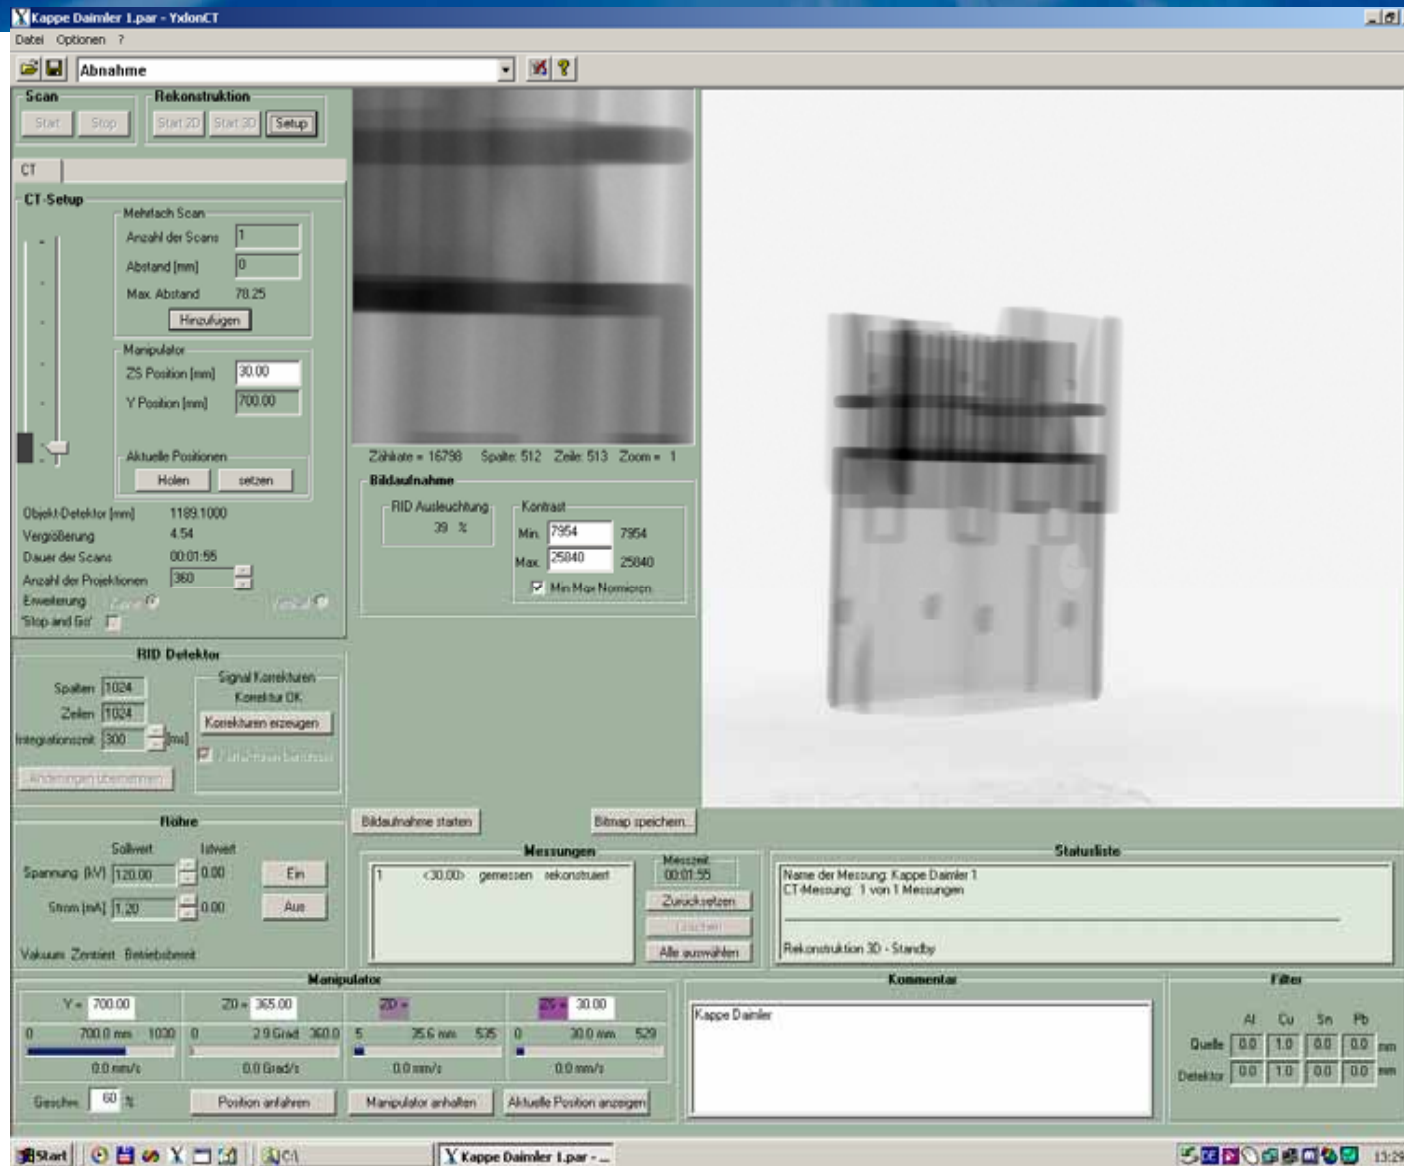 Kappe Daimler 1.par - YxlonCT
Datei Optionen ?
Abnahme
Scan Rekonstruktion
Start Stop Start 2D Start 3D Setup
CT
CT-Setup
Mehrfach Scan
Anzahl der Scans 1
Abstand [mm] 0
Max. Abstand 78.25
Hinzufügen
Manipulator
ZS Position [mm] 30.00
Y Position [mm] 700.00
Aktuelle Positionen
Holen setzen
Objekt-Detektor [mm] 1189.1000
Vergrößerung 4.54
Dauer der Scans 00:01:55
Anzahl der Projektionen 360
Erweiterung
'Stop and Go'
Zählrate = 16798 Spalte: 512 Zeile: 513 Zoom = 1
Bildaufnahme
RID Ausleuchtung
39 %
Kontrast
Min. 7954 7954
Max. 25840 25840
Min Max Normieren
RID Detektor
Spalten 1024
Zeilen 1024
Integrationszeit 300 [ms]
Änderungen übernehmen
Signal Korrekturen
Korrektur OK
Korrekturen erzeugen
Röhre
Sollwert Istwert
Spannung (kV) 120.00 0.00 Ein
Strom [mA] 1.20 0.00 Aus
Vakuum Zentriert Betriebsbereit
Bildaufnahme starten Bitmap speichern...
Messungen
1 <30,00> gemessen rekonstruiert
Messzeit
00:01:55
Zurücksetzen
Löschen
Alle auswählen
Statusliste
Name der Messung: Kappe Daimler 1
CT-Messung: 1 von 1 Messungen
Rekonstruktion 3D - Standby
Manipulator
Y = 700.00 ZO = 365.00 ZD = ZS = 30.00
0 700.0 mm 1030 0 2.9 Grad 360.0 5 35.6 mm 535 0 30.0 mm 529
0.0 mm/s 0.0 Grad/s 0.0 mm/s 0.0 mm/s
Geschw. 60 %
Position anfahren Manipulator anhalten Aktuelle Position anzeigen
Kommentar
Kappe Daimler
Filter
Al Cu Sn Pb
Quelle 0.0 1.0 0.0 0.0 mm
Detektor 0.0 1.0 0.0 0.0 mm
Start C:\ Kappe Daimler 1.par - ... DE 13:29